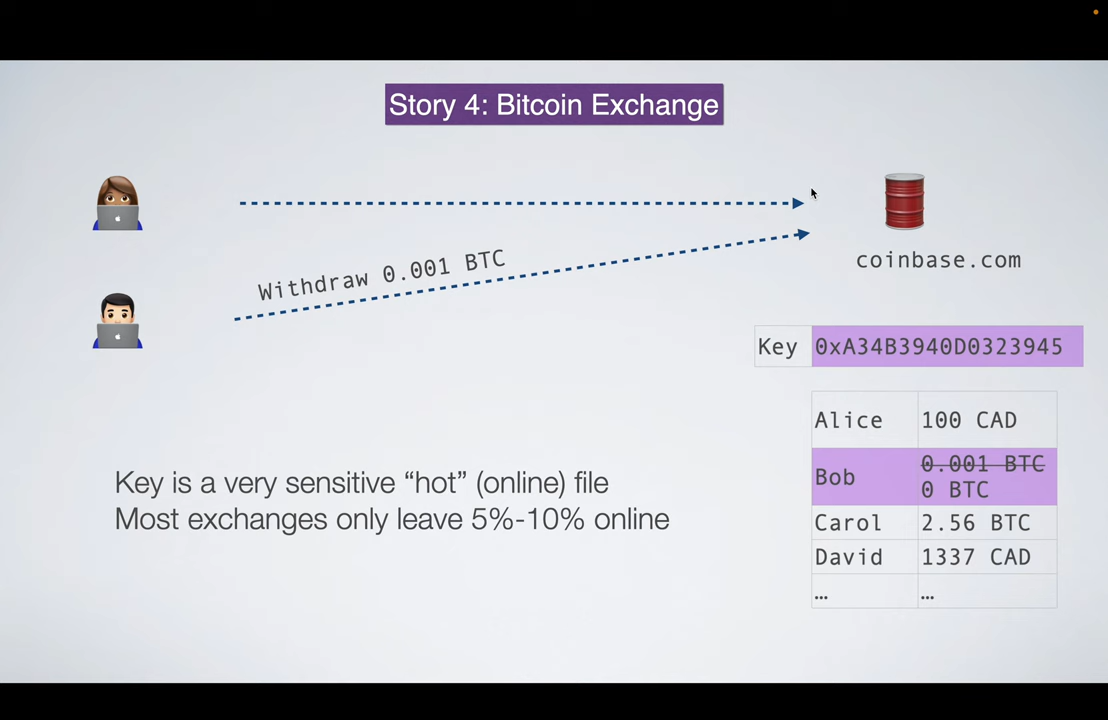 Story 4: Bitcoin Exchange
Withdraw 0.001 BTC
coinbase.com
Key 0xA34B3940D0323945
Alice 100 CAD
Bob 0.001 BTC
0 BTC
Carol 2.56 BTC
David 1337 CAD
… …
Key is a very sensitive “hot” (online) file
Most exchanges only leave 5%-10% online